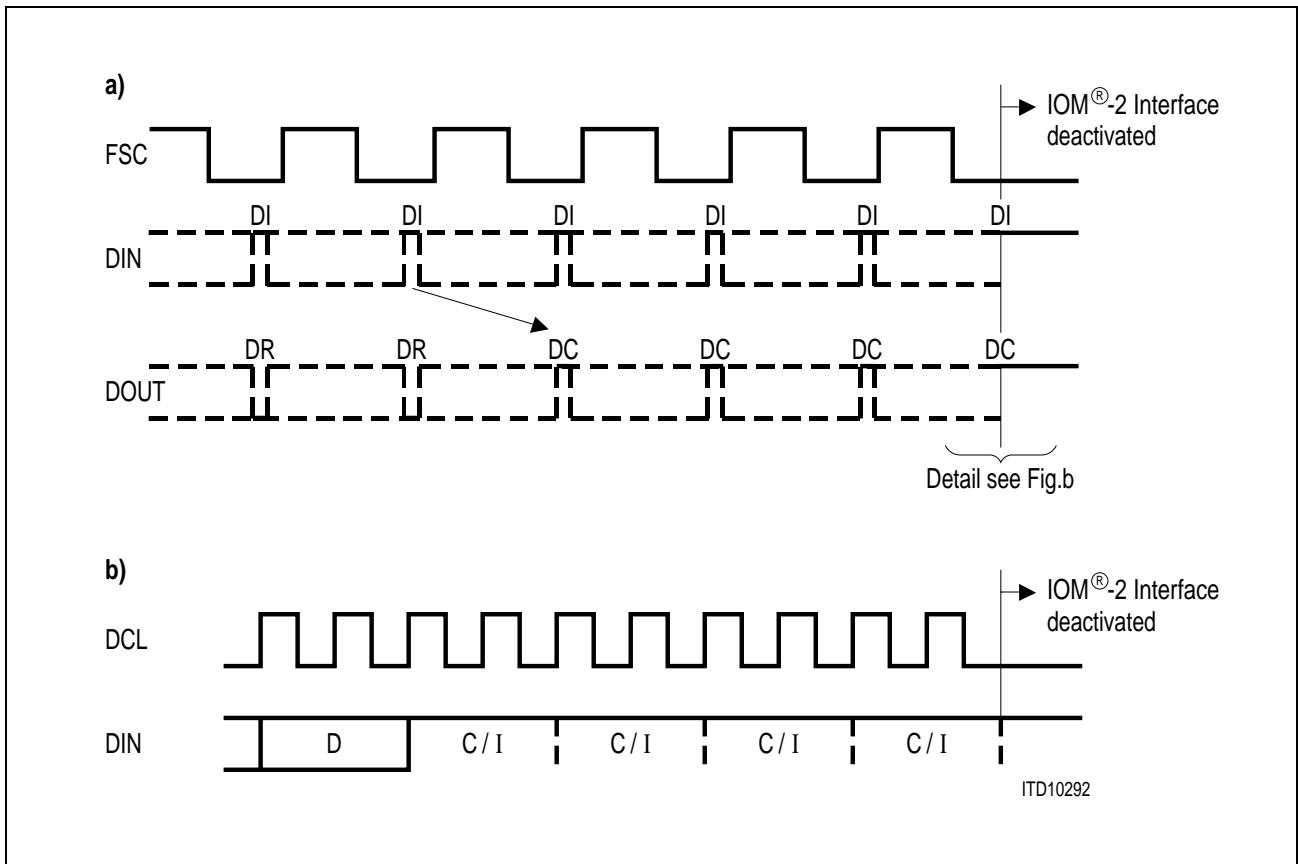 a)
IOM®-2 Interface
deactivated
FSC
DI DI DI DI DI DI
DIN
DR DR DC DC DC DC
DOUT
Detail see Fig.b
b)
IOM®-2 Interface
deactivated
DCL
DIN D C / I C / I C / I C / I
ITD10292